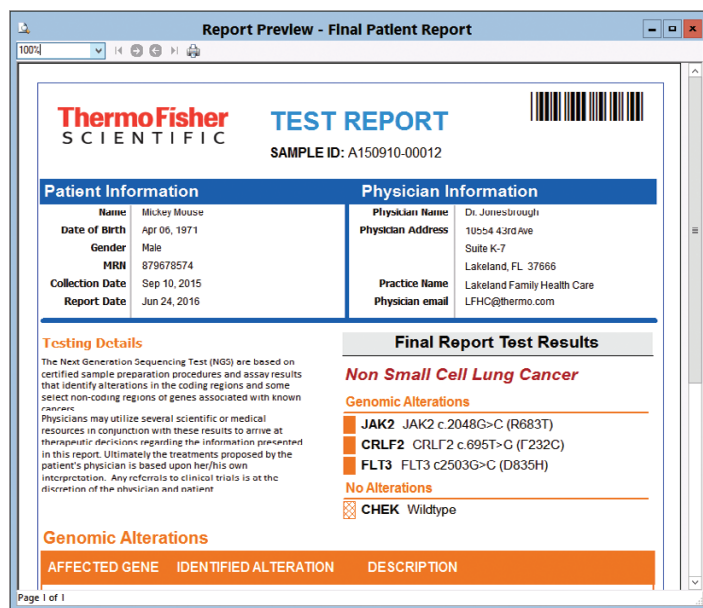 Report Preview - Final Patient Report
100%
ThermoFisher
SCIENTIFIC
TEST REPORT
SAMPLE ID: A150910-00012
Patient Information
Name Mickey Mouse
Date of Birth Apr 06, 1971
Gender Male
MRN 879678574
Collection Date Sep 10, 2015
Report Date Jun 24, 2016
Physician Information
Physician Name Dr. Jonesbrough
Physician Address 10554 43rd Ave
Suite K-7
Lakeland, FL 37666
Practice Name Lakeland Family Health Care
Physician email LFHC@thermo.com
Testing Details
The Next Generation Sequencing Test (NGS) are based on
certified sample preparation procedures and assay results
that identify alterations in the coding regions and some
select non-coding regions of genes associated with known
cancers
Physicians may utilize several scientific or medical
resources in conjunction with these results to arrive at
therapeutic decisions regarding the information presented
in this report. Ultimately the treatments proposed by the
patient's physician is based upon her/his own
interpretation. Any referrals to clinical trials is at the
discretion of the physician and patient
Final Report Test Results
Non Small Cell Lung Cancer
Genomic Alterations
JAK2 JAK2 c.2048G>C (R683T)
CRLF2 CRLF2 c.695T>C (F232C)
FLT3 FLT3 c2503G>C (D835H)
No Alterations
CHEK Wildtype
Genomic Alterations
AFFECTED GENE IDENTIFIED ALTERATION DESCRIPTION
Page 1 of 1